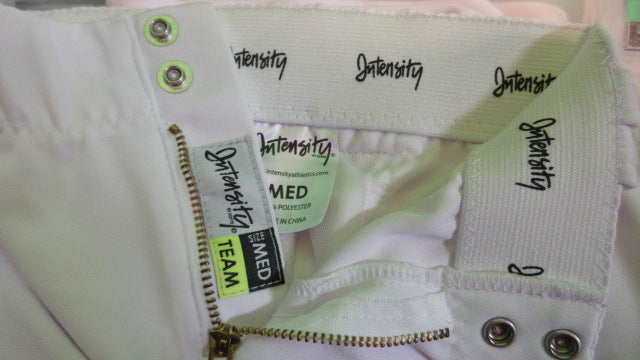 Intensity
Intensity
Intensity
Intensity
Intensity
intensityathletics.com
MED
POLYESTER
IN CHINA
Intensity
SIZE
MED
TEAM